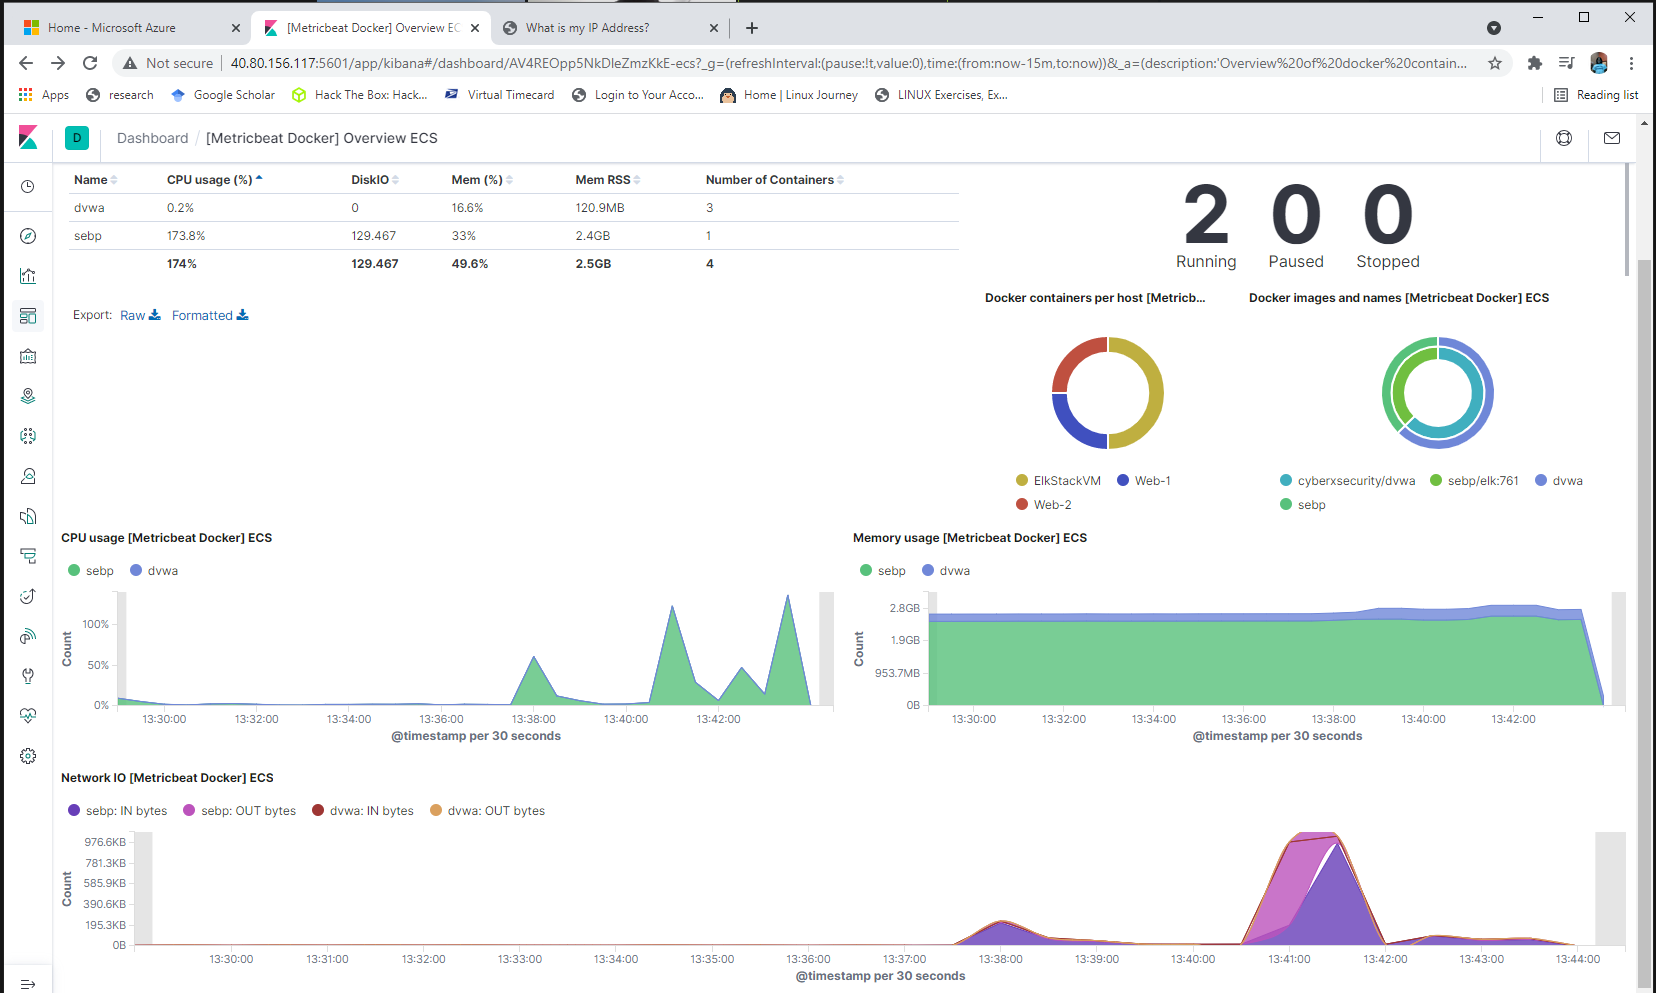 Home - Microsoft Azure
[Metricbeat Docker] Overview EC
What is my IP Address?
Not secure
40.80.156.117:5601/app/kibana#/dashboard/AV4REOpp5NkDleZmzKkE-ecs?_g=(refreshInterval:(pause:!t,value:0),time:(from:now-15m,to:now))&_a=(description:'Overview%20of%20docker%20contain...
Apps
research
Google Scholar
Hack The Box: Hack...
Virtual Timecard
Login to Your Acco...
Home | Linux Journey
LINUX Exercises, Ex...
Reading list
D
Dashboard / [Metricbeat Docker] Overview ECS
Name CPU usage (%) DiskIO Mem (%) Mem RSS Number of Containers
dvwa 0.2% 0 16.6% 120.9MB 3
sebp 173.8% 129.467 33% 2.4GB 1
174% 129.467 49.6% 2.5GB 4
Export: Raw Formatted
2 0 0
Running Paused Stopped
Docker containers per host [Metricb...
ElkStackVM Web-1
Web-2
Docker images and names [Metricbeat Docker] ECS
cyberxsecurity/dvwa sebp/elk:761 dvwa
sebp
CPU usage [Metricbeat Docker] ECS
sebp dvwa
Count
100%
50%
0%
13:30:00 13:32:00 13:34:00 13:36:00 13:38:00 13:40:00 13:42:00
@timestamp per 30 seconds
Memory usage [Metricbeat Docker] ECS
sebp dvwa
Count
2.8GB
1.9GB
953.7MB
0B
13:30:00 13:32:00 13:34:00 13:36:00 13:38:00 13:40:00 13:42:00
@timestamp per 30 seconds
Network IO [Metricbeat Docker] ECS
sebp: IN bytes sebp: OUT bytes dvwa: IN bytes dvwa: OUT bytes
Count
976.6KB
781.3KB
585.9KB
390.6KB
195.3KB
0B
13:30:00 13:31:00 13:32:00 13:33:00 13:34:00 13:35:00 13:36:00 13:37:00 13:38:00 13:39:00 13:40:00 13:41:00 13:42:00 13:43:00 13:44:00
@timestamp per 30 seconds